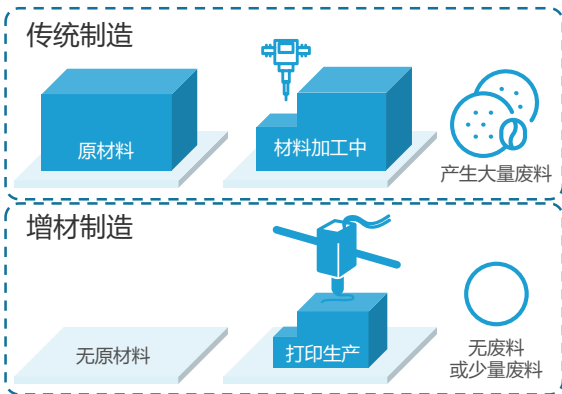 传统制造
原材料
材料加工中
产生大量废料
增材制造
无原材料
打印生产
无废料
或少量废料